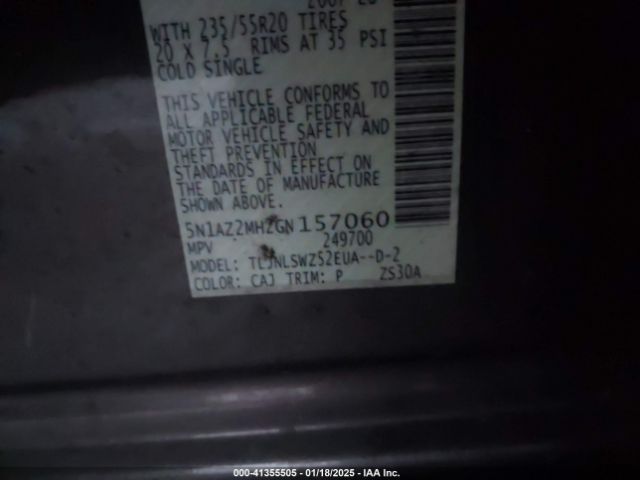 WITH 235/55R20 TIRES
20 X 7.5 RIMS AT 35 PSI
COLD SINGLE
THIS VEHICLE CONFORMS TO
ALL APPLICABLE FEDERAL
MOTOR VEHICLE SAFETY AND
THEFT PREVENTION
STANDARDS IN EFFECT ON
THE DATE OF MANUFACTURE
SHOWN ABOVE.
5N1AZ2MHZGN157060
MPV 249700
MODEL: TLJNLSWZS2EUA--D-2
COLOR: CAJ TRIM: P ZS30A
000-41355505 - 01/18/2025 - IAA Inc.